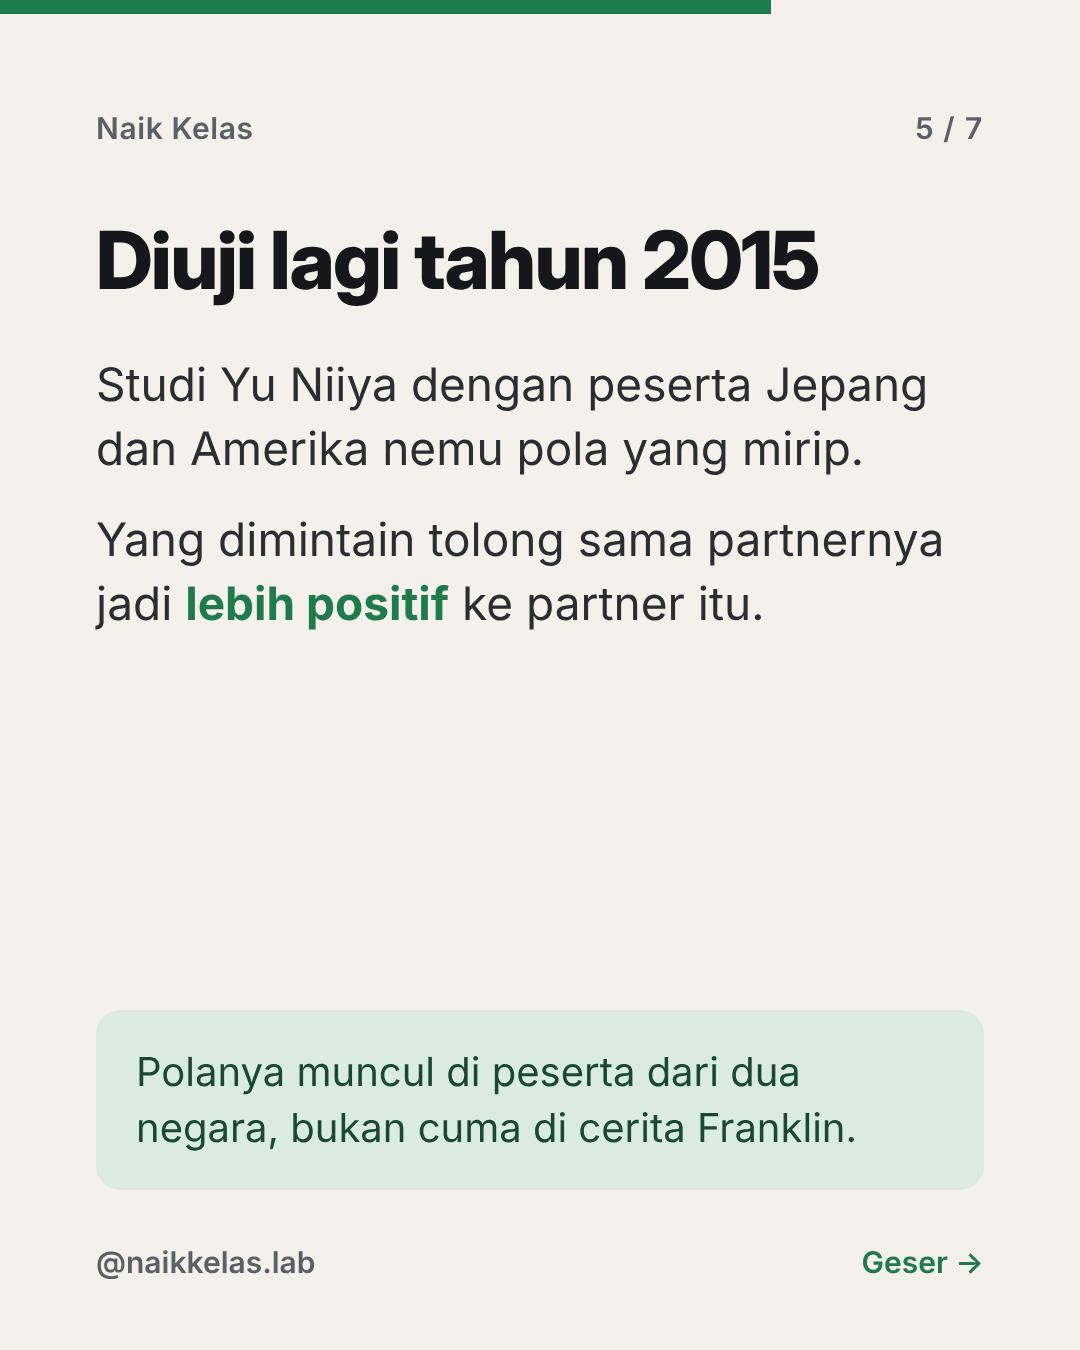 Naik Kelas
5 / 7
Diuji lagi tahun 2015
Studi Yu Niiya dengan peserta Jepang
dan Amerika nemu pola yang mirip.
Yang dimintain tolong sama partnernya
jadi lebih positif ke partner itu.
Polanya muncul di peserta dari dua
negara, bukan cuma di cerita Franklin.
@naikkelas.lab
Geser →